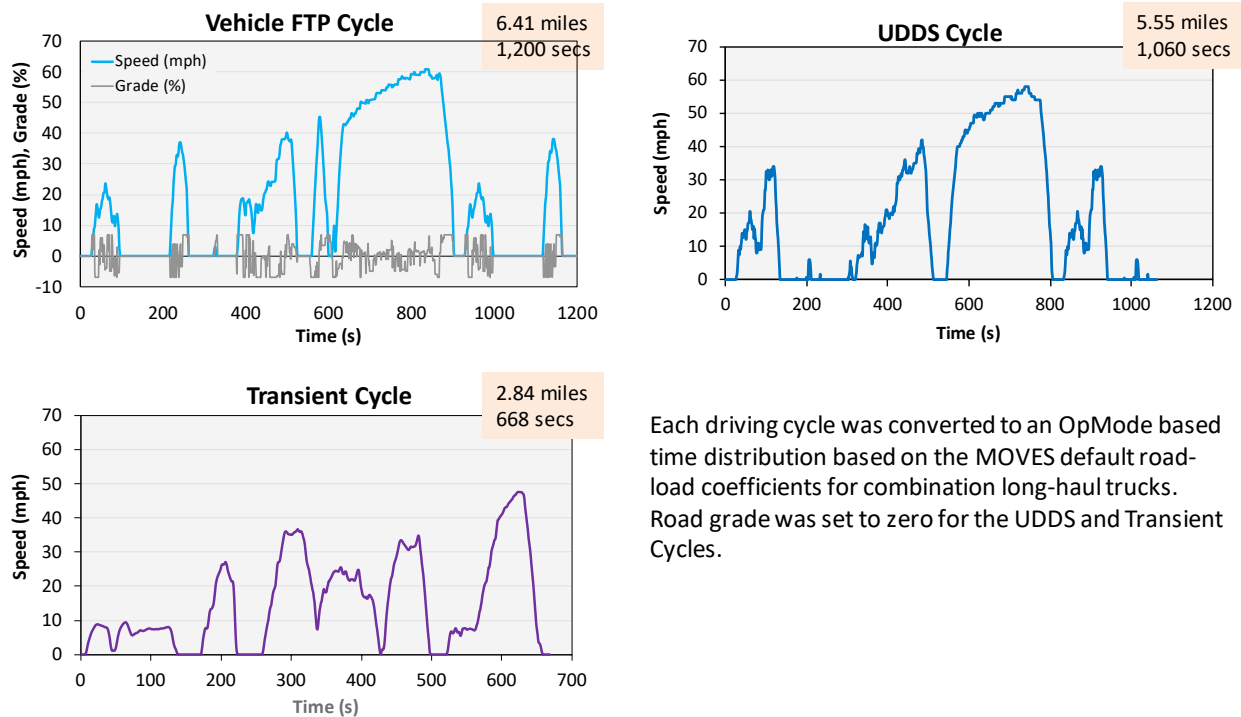 Vehicle FTP Cycle
6.41 miles
1,200 secs
Speed (mph)
Grade (%)
Speed (mph), Grade (%)
70
60
50
40
30
20
10
0
-10
0 200 400 600 800 1000 1200
Time (s)
UDDS Cycle
5.55 miles
1,060 secs
Speed (mph)
70
60
50
40
30
20
10
0
0 200 400 600 800 1000 1200
Time (s)
Transient Cycle
2.84 miles
668 secs
Speed (mph)
70
60
50
40
30
20
10
0
0 100 200 300 400 500 600 700
Time (s)
Each driving cycle was converted to an OpMode based
time distribution based on the MOVES default road-
load coefficients for combination long-haul trucks.
Road grade was set to zero for the UDDS and Transient
Cycles.